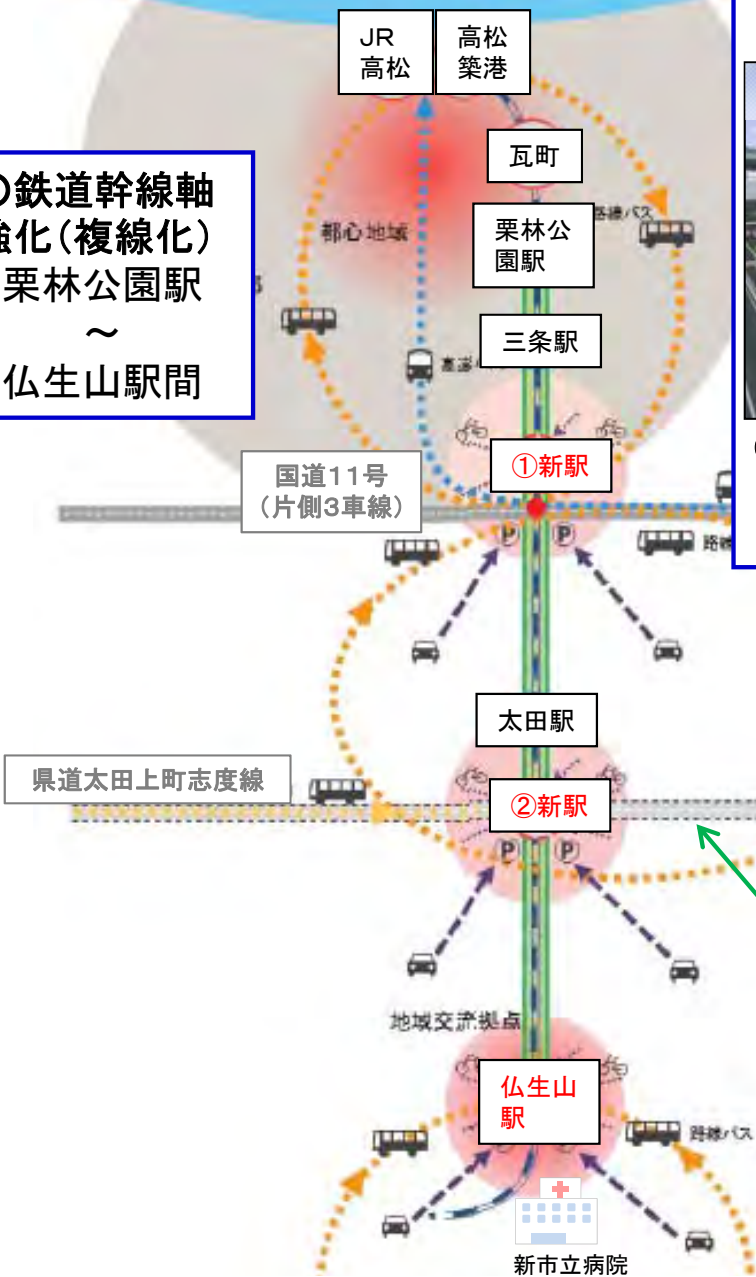 JR
高松
高松
築港
瓦町
鉄道幹線軸
強化(複線化)
栗林公園駅
～
仏生山駅間
都心地域
路線バス
栗林公
園駅
三条駅
①新駅
国道11号
(片側3車線)
P
P
路線
太田駅
県道太田上町志度線
②新駅
P
P
地域交流拠点
仏生山
駅
路線バス
新市立病院